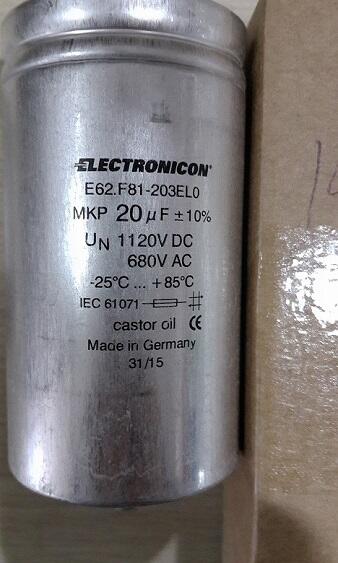 ELECTRONICON®
E62.F81-203EL0
MKP 20 µF ±10%
UN 1120V DC
680V AC
-25°C ... +85°C
IEC 61071
castor oil CE
Made in Germany
31/15